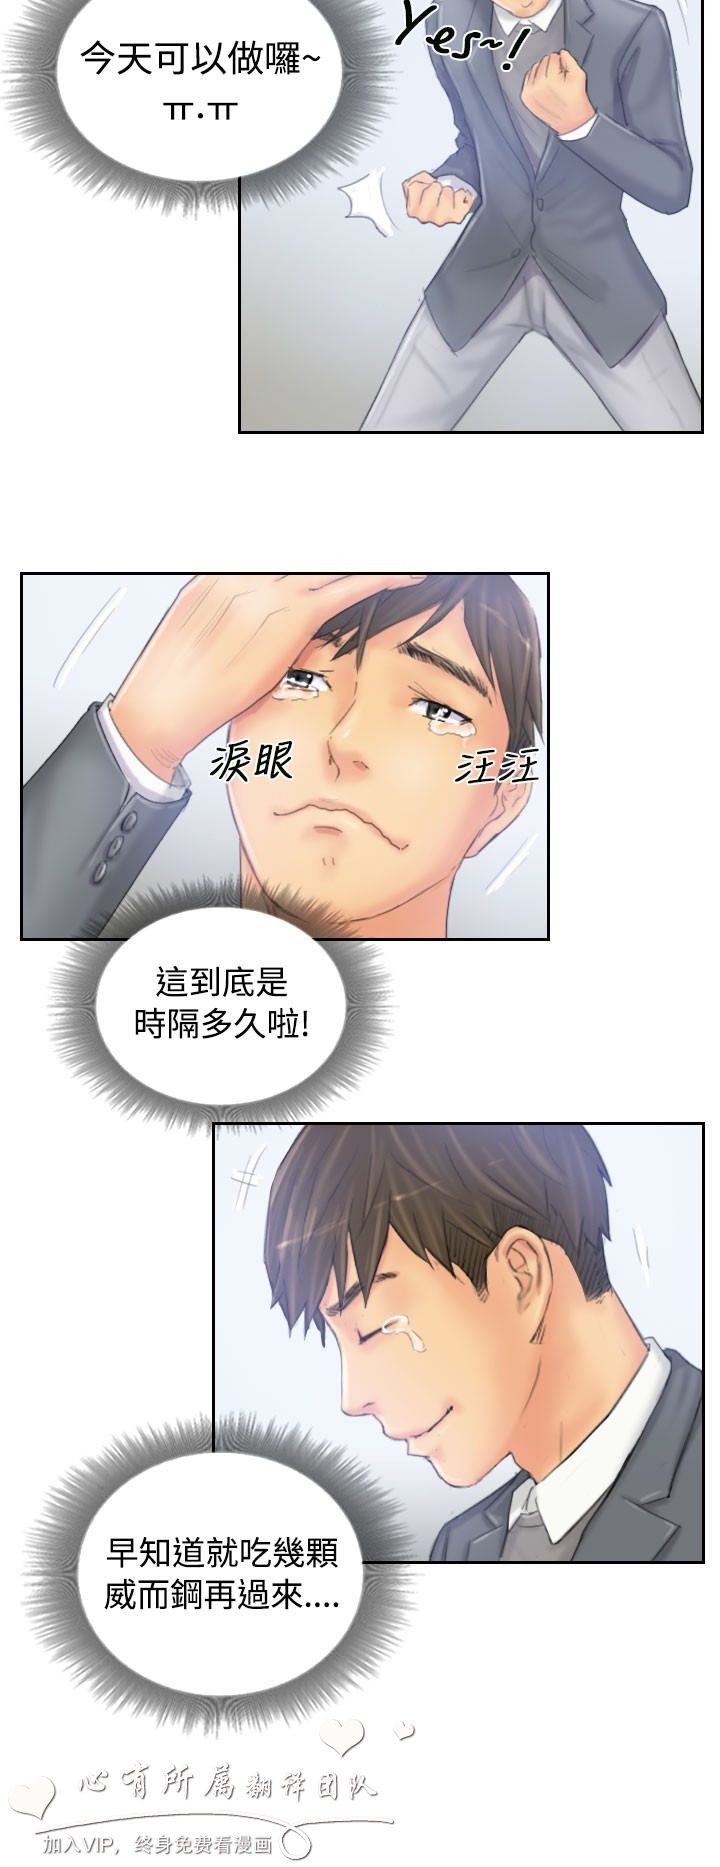 今天可以做囉~
ㅠ.ㅠ
Yes~!
淚眼
汪汪
這到底是
時隔多久啦!
早知道就吃幾顆
威而鋼再過來....
心有所属翻译团队
加入VIP，终身免费看漫画